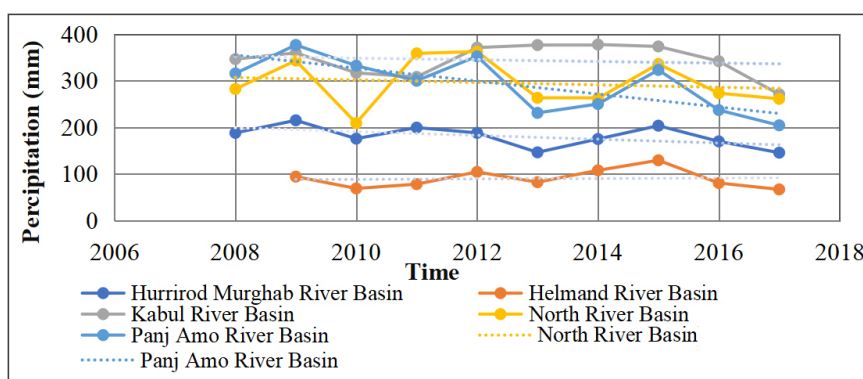 Percipitation (mm)
400
300
200
100
0
2006 2008 2010 2012 2014 2016 2018
Time
Hurrirod Murghab River Basin Helmand River Basin
Kabul River Basin North River Basin
Panj Amo River Basin North River Basin
Panj Amo River Basin